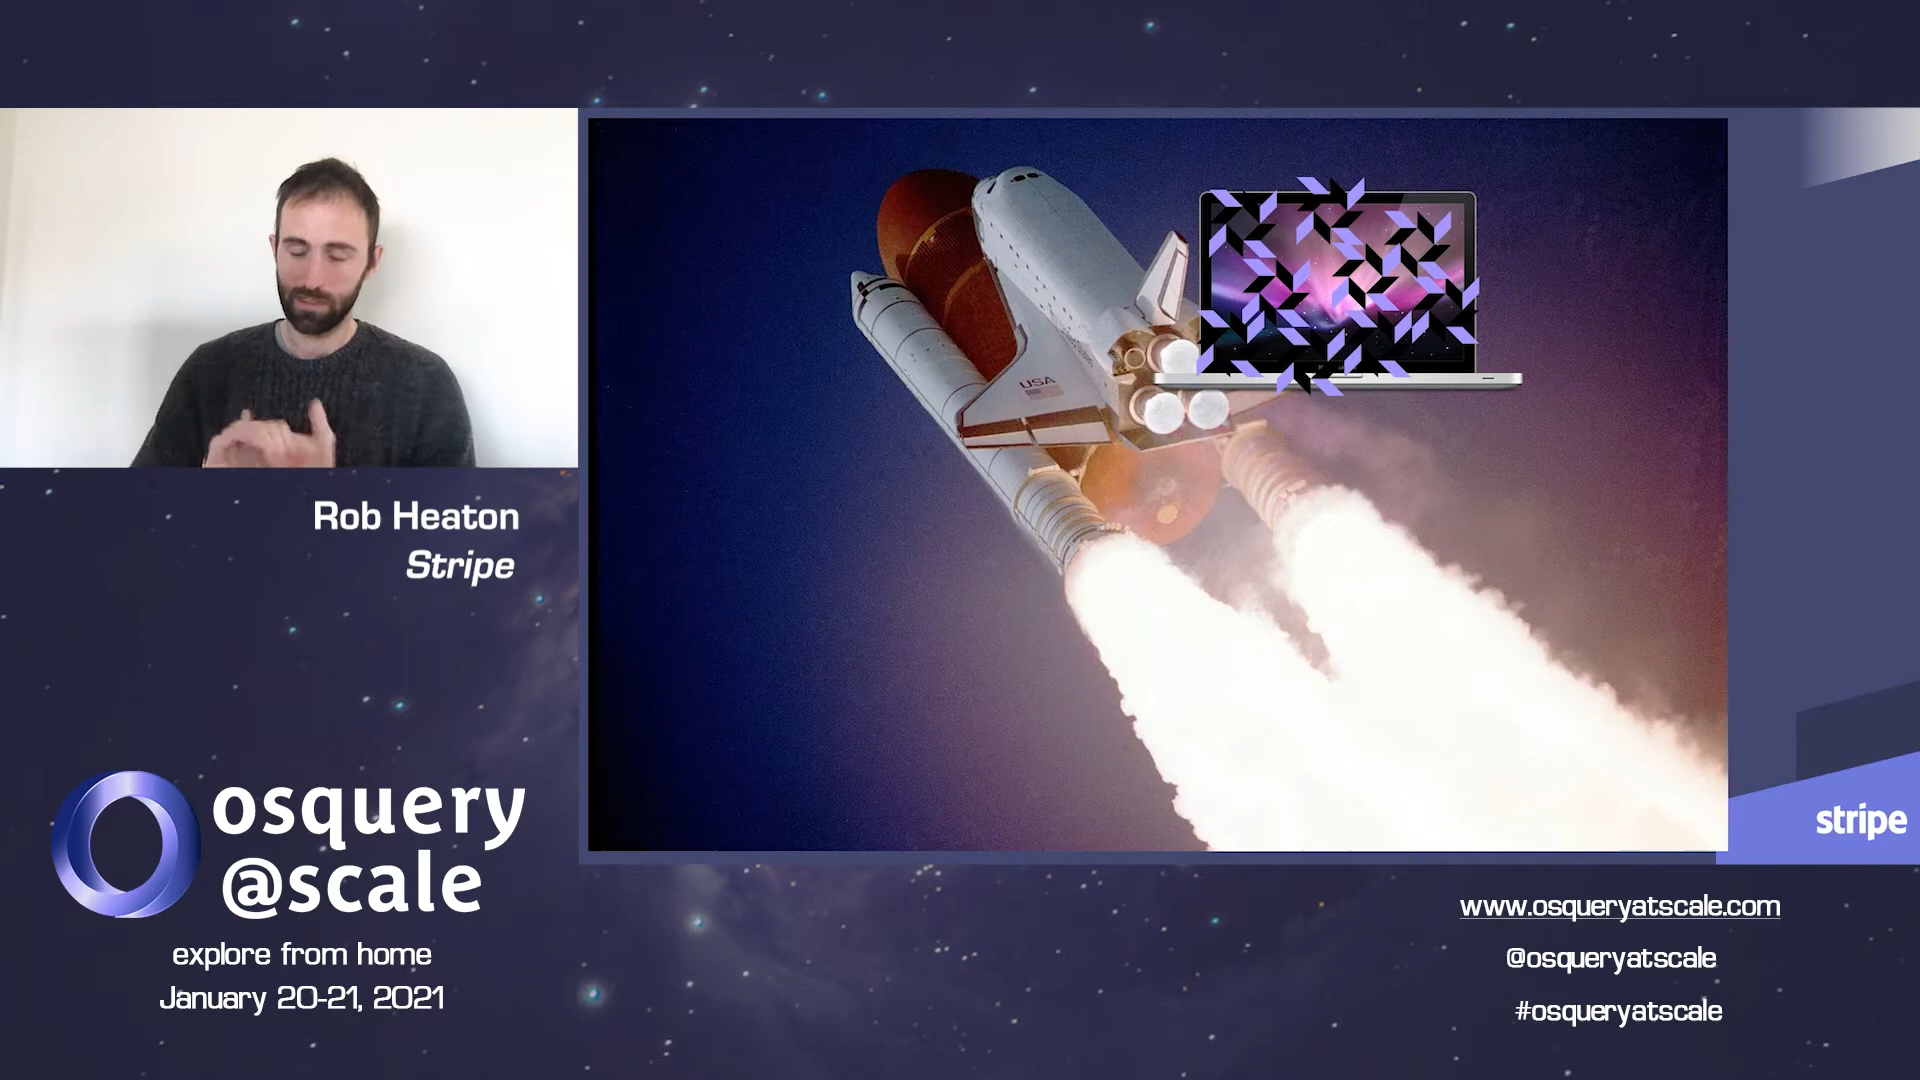 USA
Rob Heaton
Stripe
osquery
@scale
explore from home
January 20-21, 2021
stripe
www.osqueryatscale.com
@osqueryatscale
#osqueryatscale